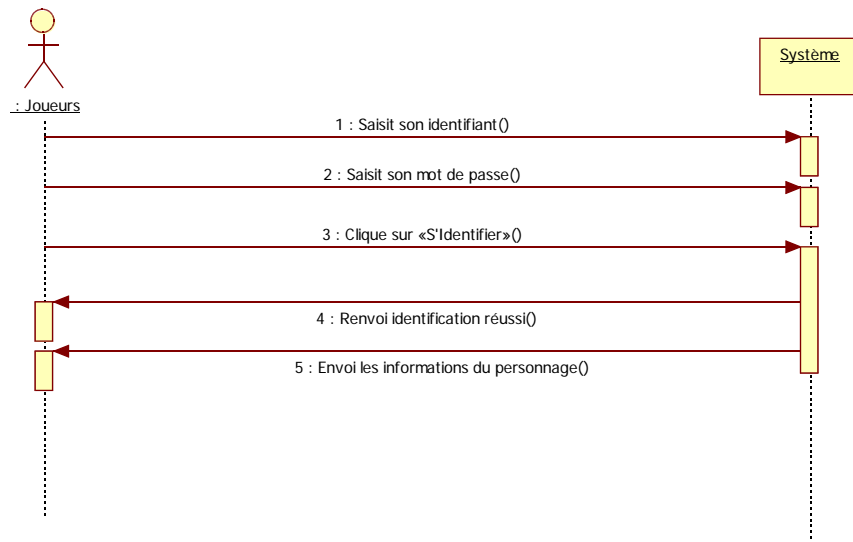 Système
: Joueurs
1 : Saisit son identifiant()
2 : Saisit son mot de passe()
3 : Clique sur «S'Identifier»()
4 : Renvoi identification réussi()
5 : Envoi les informations du personnage()